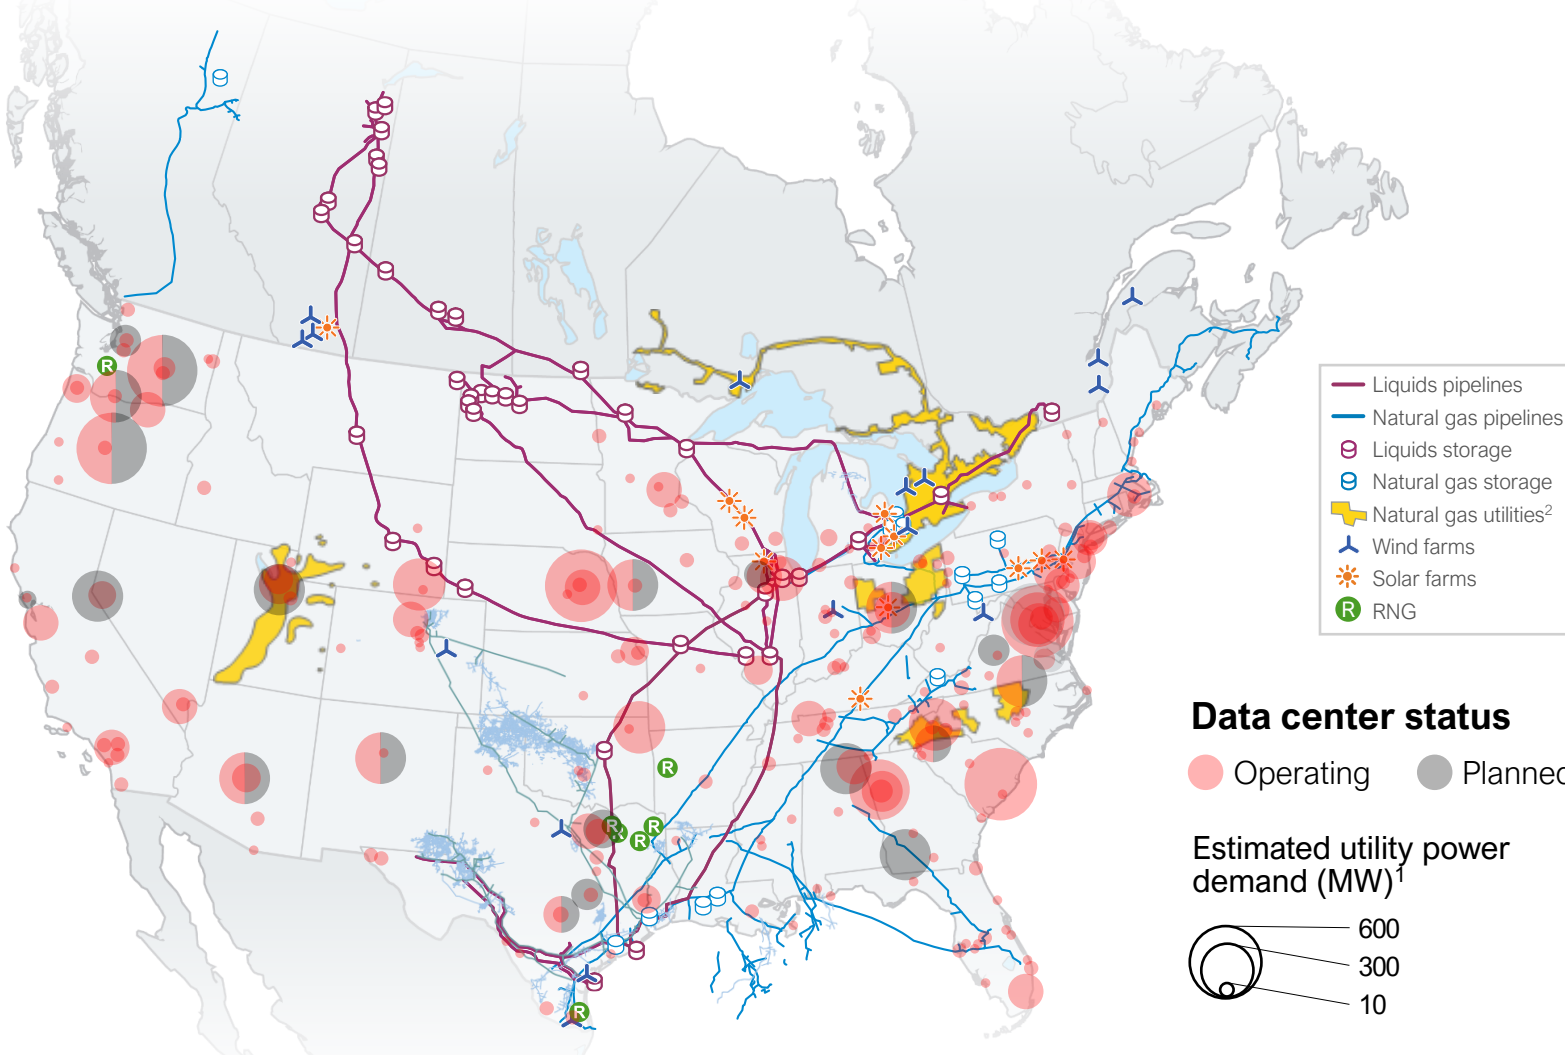 Liquids pipelines
Natural gas pipelines
Liquids storage
Natural gas storage
Natural gas utilities2
Wind farms
Solar farms
R RNG
R
R
R
R
R
R
R
Data center status
Operating
Planned
Estimated utility power
demand (MW)1
600
300
10